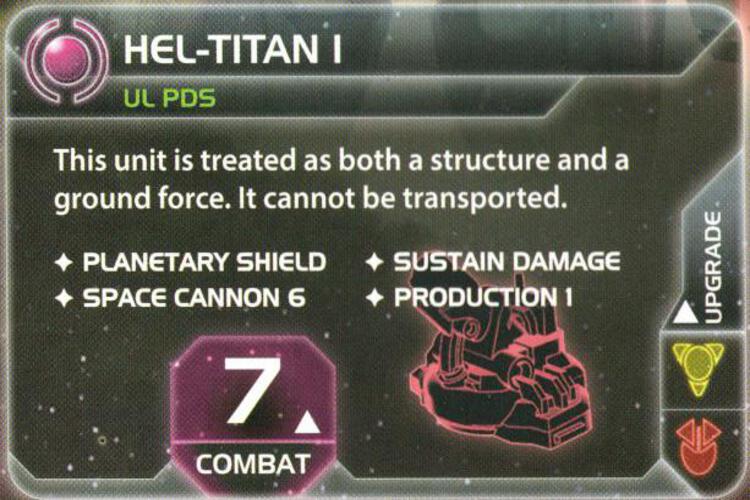 HEL-TITAN I
UL PDS
This unit is treated as both a structure and a
ground force. It cannot be transported.
✦ PLANETARY SHIELD ✦ SUSTAIN DAMAGE
✦ SPACE CANNON 6 ✦ PRODUCTION 1
UPGRADE
7
COMBAT